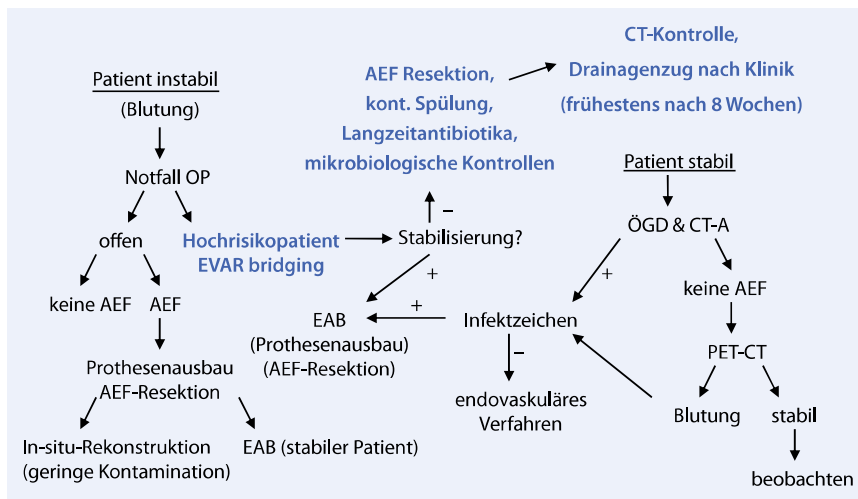 Patient instabil
(Blutung)
Notfall OP
offen
Hochrisikopatient
EVAR bridging
keine AEF
AEF
Prothesenausbau
AEF-Resektion
In-situ-Rekonstruktion
(geringe Kontamination)
EAB (stabiler Patient)
AEF Resektion,
kont. Spülung,
Langzeitantibiotika,
mikrobiologische Kontrollen
CT-Kontrolle,
Drainagenzug nach Klinik
(frühestens nach 8 Wochen)
–
Stabilisierung?
+
EAB
(Prothesenausbau)
(AEF-Resektion)
+
Infektzeichen
–
endovaskuläres
Verfahren
Patient stabil
ÖGD & CT-A
+
keine AEF
PET-CT
Blutung
stabil
beobachten